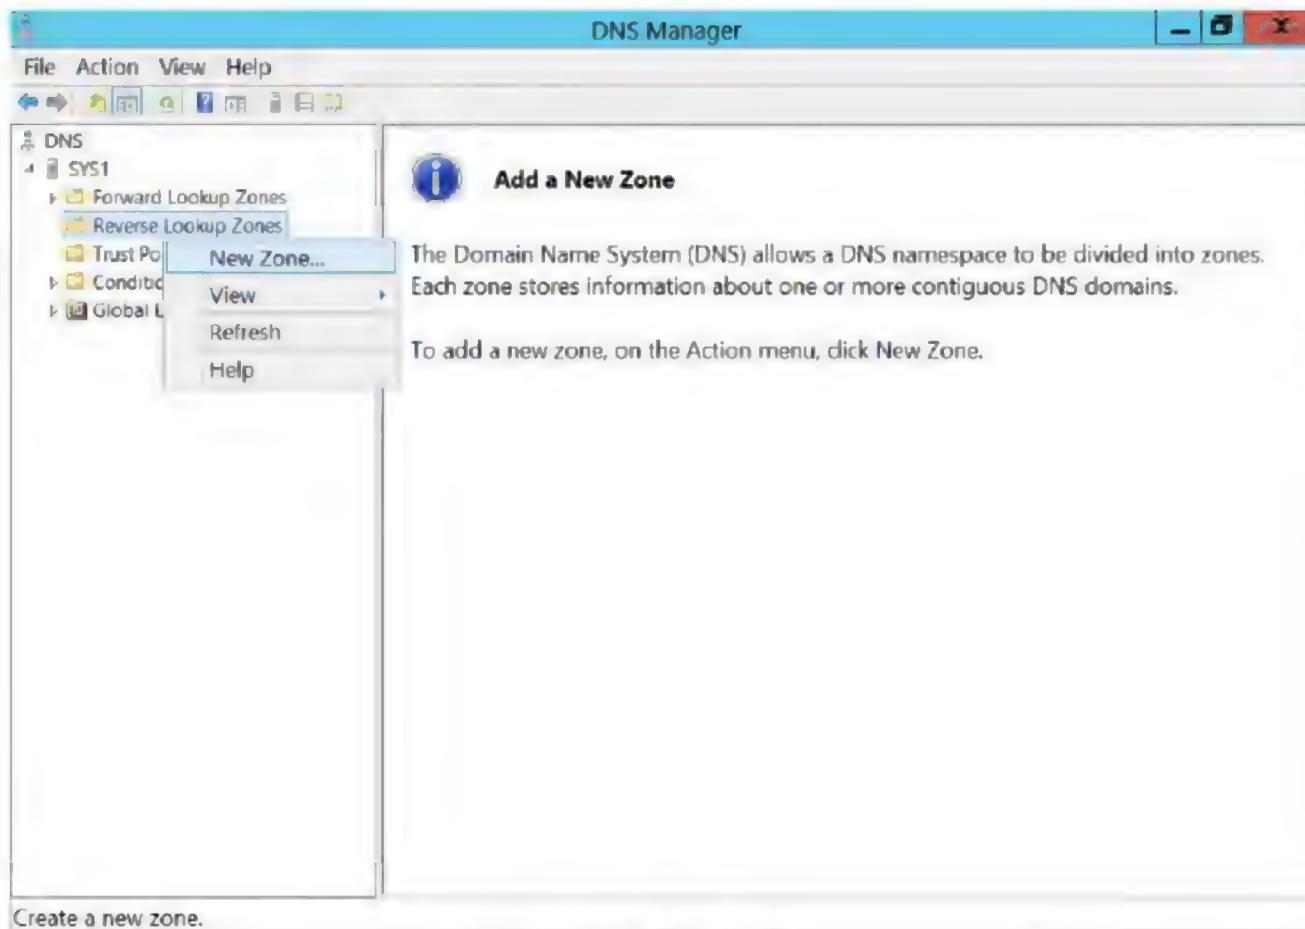 DNS Manager
File Action View Help
DNS
SYS1
Forward Lookup Zones
Reverse Lookup Zones
Trust Po
Conditio
Global L
New Zone...
View
Refresh
Help
Add a New Zone
The Domain Name System (DNS) allows a DNS namespace to be divided into zones.
Each zone stores information about one or more contiguous DNS domains.
To add a new zone, on the Action menu, click New Zone.
Create a new zone.